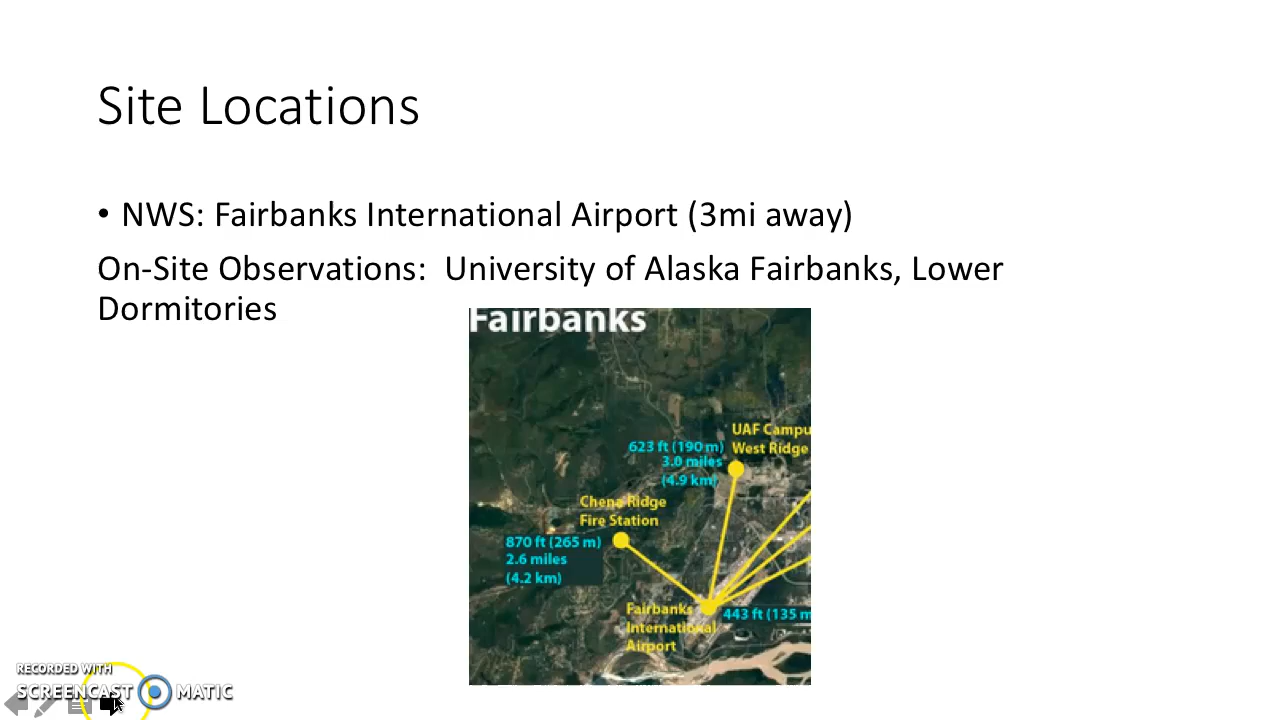 Site Locations
• NWS: Fairbanks International Airport (3mi away)
On-Site Observations: University of Alaska Fairbanks, Lower
Dormitories
Fairbanks
UAF Campu
West Ridge
623 ft (190 m)
3.0 miles
(4.9 km)
Chena Ridge
Fire Station
870 ft (265 m)
2.6 miles
(4.2 km)
Fairbanks
International
Airport
443 ft (135 m
RECORDED WITH
SCREENCAST MATIC